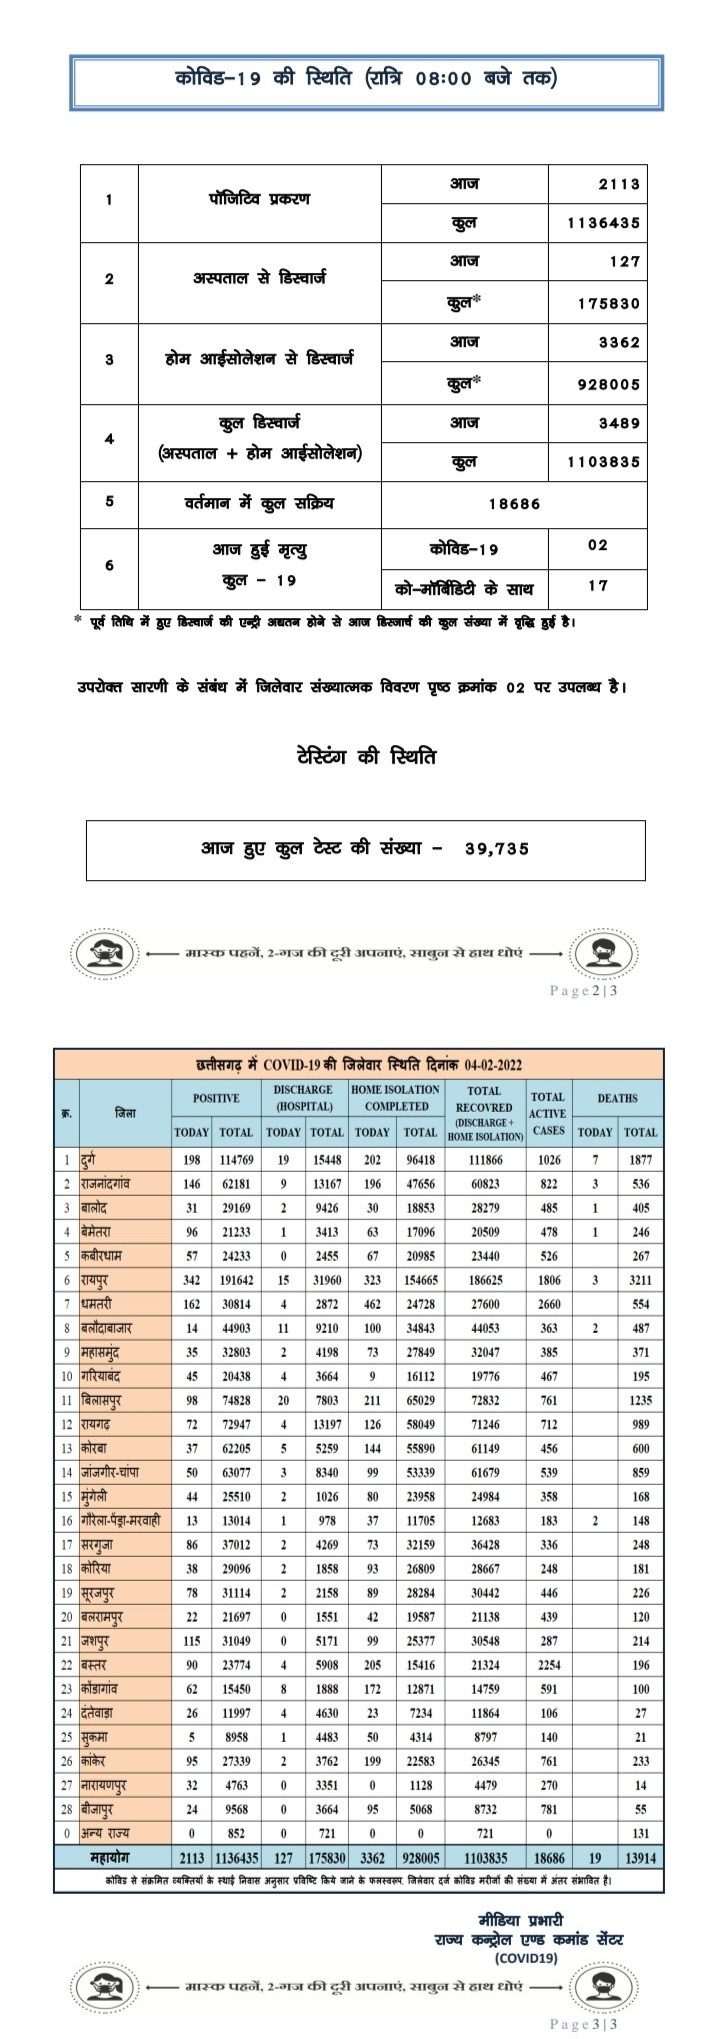 कोविड-19 की स्थिति (रात्रि 08:00 बजे तक)
1 पॉजिटिव प्रकरण आज 2113
कुल 1136435
2 अस्पताल से डिस्चार्ज आज 127
कुल* 175830
3 होम आईसोलेशन से डिस्चार्ज आज 3362
कुल* 928005
4 कुल डिस्चार्ज (अस्पताल + होम आईसोलेशन) आज 3489
कुल 1103835
5 वर्तमान में कुल सक्रिय 18686
6 आज हुई मृत्यु कुल - 19 कोविड-19 02
को-मॉर्बिडिटी के साथ 17
* पूर्व तिथि में हुए डिस्चार्ज की एन्ट्री अद्यतन होने से आज डिस्जार्च की कुल संख्या में वृद्धि हुई है।
उपरोक्त सारणी के संबंध में जिलेवार संख्यात्मक विवरण पृष्ठ क्रमांक 02 पर उपलब्ध है।
टेस्टिंग की स्थिति
आज हुए कुल टेस्ट की संख्या - 39,735
मास्क पहनें, 2-गज की दूरी अपनाएं, साबुन से हाथ धोएं
Page2|3
छत्तीसगढ़ में COVID-19 की जिलेवार स्थिति दिनांक 04-02-2022
क्र. जिला POSITIVE DISCHARGE (HOSPITAL) HOME ISOLATION COMPLETED TOTAL RECOVRED (DISCHARGE + HOME ISOLATION) TOTAL ACTIVE CASES DEATHS
TODAY TOTAL TODAY TOTAL TODAY TOTAL TODAY TOTAL
1 दुर्ग 198 114769 19 15448 202 96418 111866 1026 7 1877
2 राजनांदगांव 146 62181 9 13167 196 47656 60823 822 3 536
3 बालोद 31 29169 2 9426 30 18853 28279 485 1 405
4 बेमेतरा 96 21233 1 3413 63 17096 20509 478 1 246
5 कबीरधाम 57 24233 0 2455 67 20985 23440 526 267
6 रायपुर 342 191642 15 31960 323 154665 186625 1806 3 3211
7 धमतरी 162 30814 4 2872 462 24728 27600 2660 554
8 बलौदाबाजार 14 44903 11 9210 100 34843 44053 363 2 487
9 महासमुंद 35 32803 2 4198 73 27849 32047 385 371
10 गरियाबंद 45 20438 4 3664 9 16112 19776 467 195
11 बिलासपुर 98 74828 20 7803 211 65029 72832 761 1235
12 रायगढ़ 72 72947 4 13197 126 58049 71246 712 989
13 कोरबा 37 62205 5 5259 144 55890 61149 456 600
14 जांजगीर-चांपा 50 63077 3 8340 99 53339 61679 539 859
15 मुंगेली 44 25510 2 1026 80 23958 24984 358 168
16 गौरेला-पेंड्रा-मरवाही 13 13014 1 978 37 11705 12683 183 2 148
17 सरगुजा 86 37012 2 4269 73 32159 36428 336 248
18 कोरिया 38 29096 2 1858 93 26809 28667 248 181
19 सूरजपुर 78 31114 2 2158 89 28284 30442 446 226
20 बलरामपुर 22 21697 0 1551 42 19587 21138 439 120
21 जशपुर 115 31049 0 5171 99 25377 30548 287 214
22 बस्तर 90 23774 4 5908 205 15416 21324 2254 196
23 कोंडागांव 62 15450 8 1888 172 12871 14759 591 100
24 दंतेवाड़ा 26 11997 4 4630 23 7234 11864 106 27
25 सुकमा 5 8958 1 4483 50 4314 8797 140 21
26 कांकेर 95 27339 2 3762 199 22583 26345 761 233
27 नारायणपुर 32 4763 0 3351 0 1128 4479 270 14
28 बीजापुर 24 9568 0 3664 95 5068 8732 781 55
0 अन्य राज्य 0 852 0 721 0 0 721 0 131
महायोग 2113 1136435 127 175830 3362 928005 1103835 18686 19 13914
कोविड से संक्रमित व्यक्तियों के स्थाई निवास अनुसार प्रविष्टि किये जाने के फलस्वरुप, जिलेवार दर्ज कोविड मरीजों की संख्या में अंतर संभावित है।
मीडिया प्रभारी
राज्य कन्ट्रोल एण्ड कमांड सेंटर
(COVID19)
मास्क पहनें, 2-गज की दूरी अपनाएं, साबुन से हाथ धोएं
Page3|3